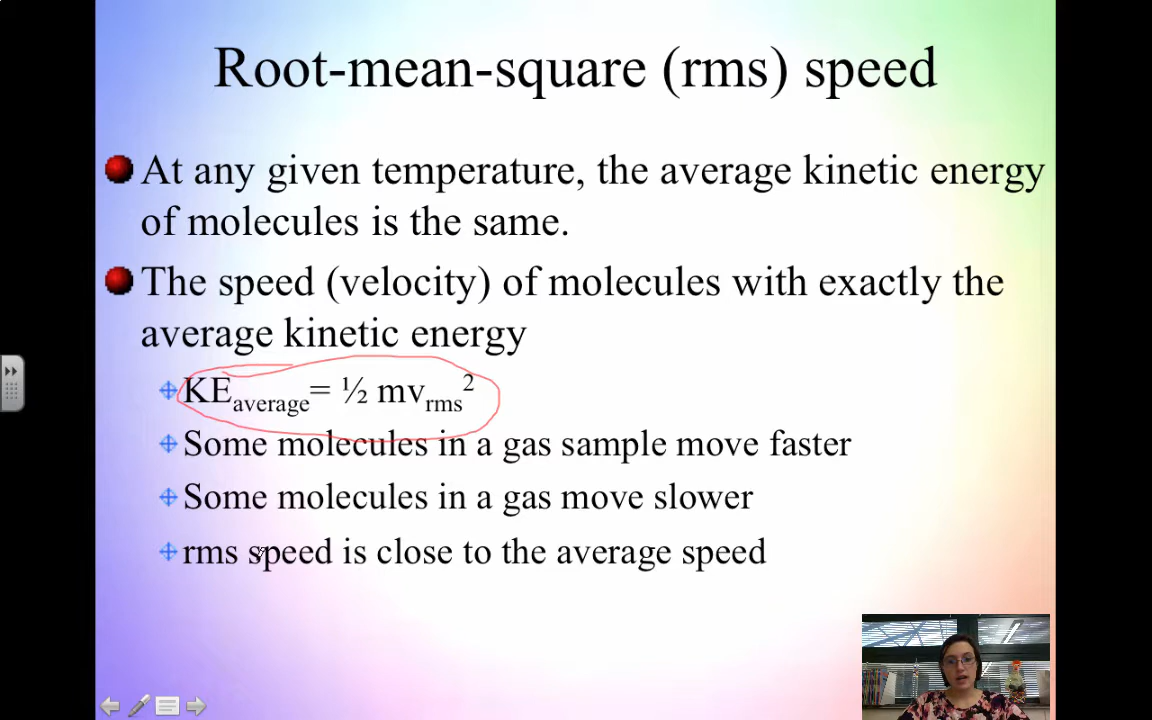 Root-mean-square (rms) speed
At any given temperature, the average kinetic energy
of molecules is the same.
The speed (velocity) of molecules with exactly the
average kinetic energy
KEaverage= ½ mvrms²
Some molecules in a gas sample move faster
Some molecules in a gas move slower
rms speed is close to the average speed